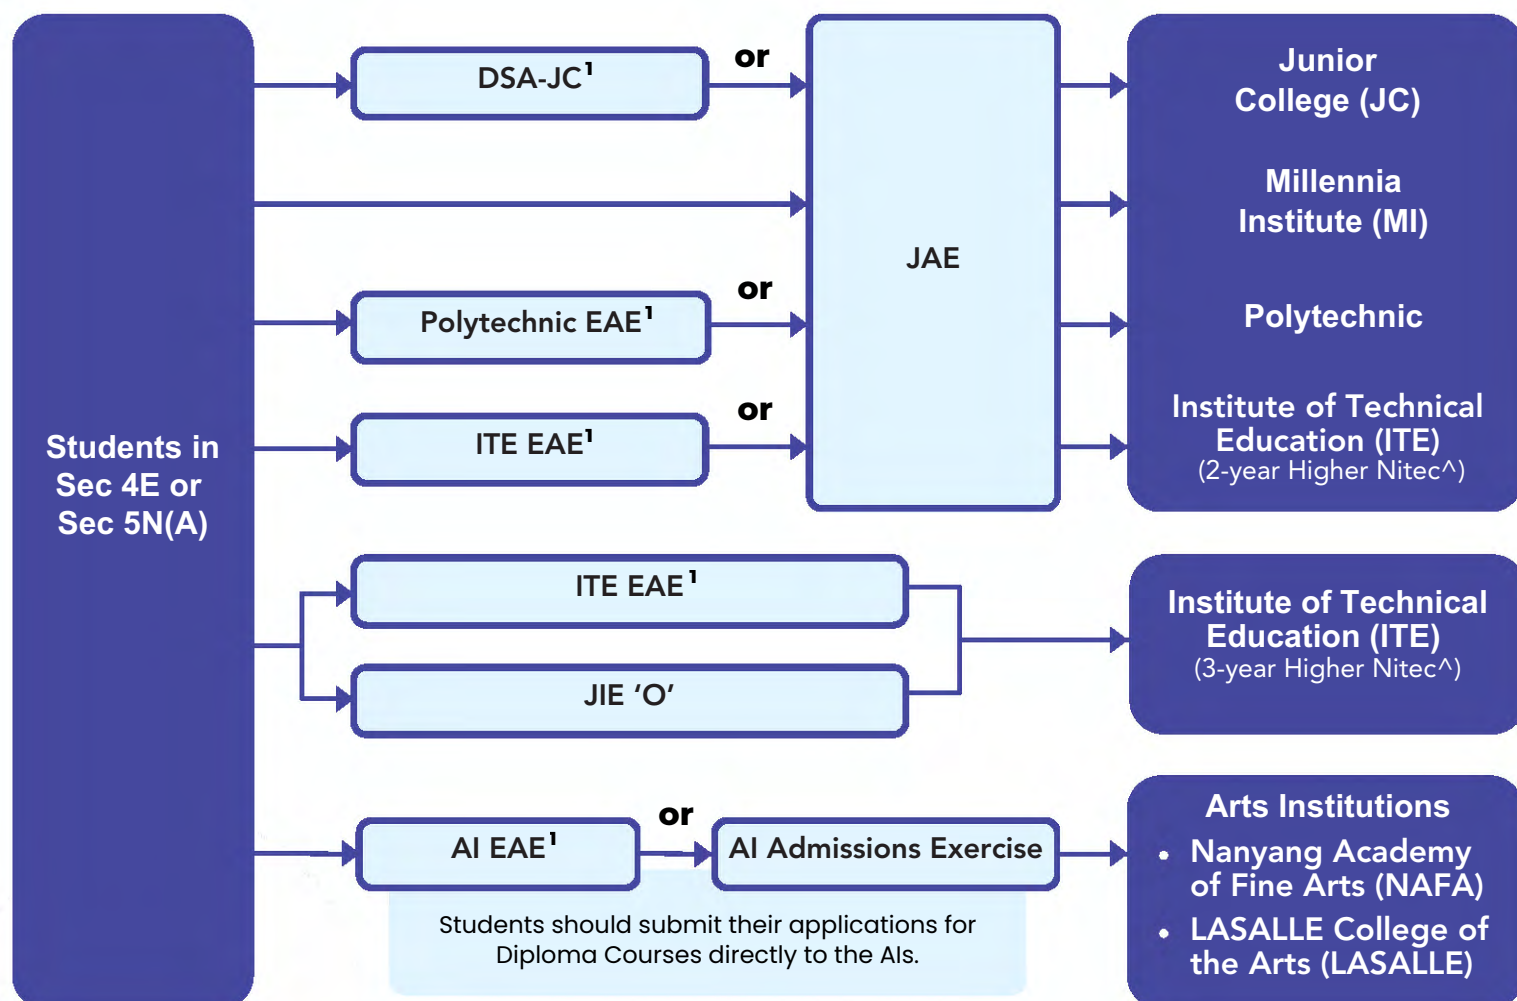 Students in
Sec 4E or
Sec 5N(A)
DSA-JC¹
or
Polytechnic EAE¹
or
ITE EAE¹
or
JAE
Junior
College (JC)
Millennia
Institute (MI)
Polytechnic
Institute of Technical
Education (ITE)
(2-year Higher Nitec^)
ITE EAE¹
JIE ‘O’
Institute of Technical
Education (ITE)
(3-year Higher Nitec^)
AI EAE¹
or
AI Admissions Exercise
Students should submit their applications for
Diploma Courses directly to the AIs.
Arts Institutions
• Nanyang Academy
of Fine Arts (NAFA)
• LASALLE College of
the Arts (LASALLE)